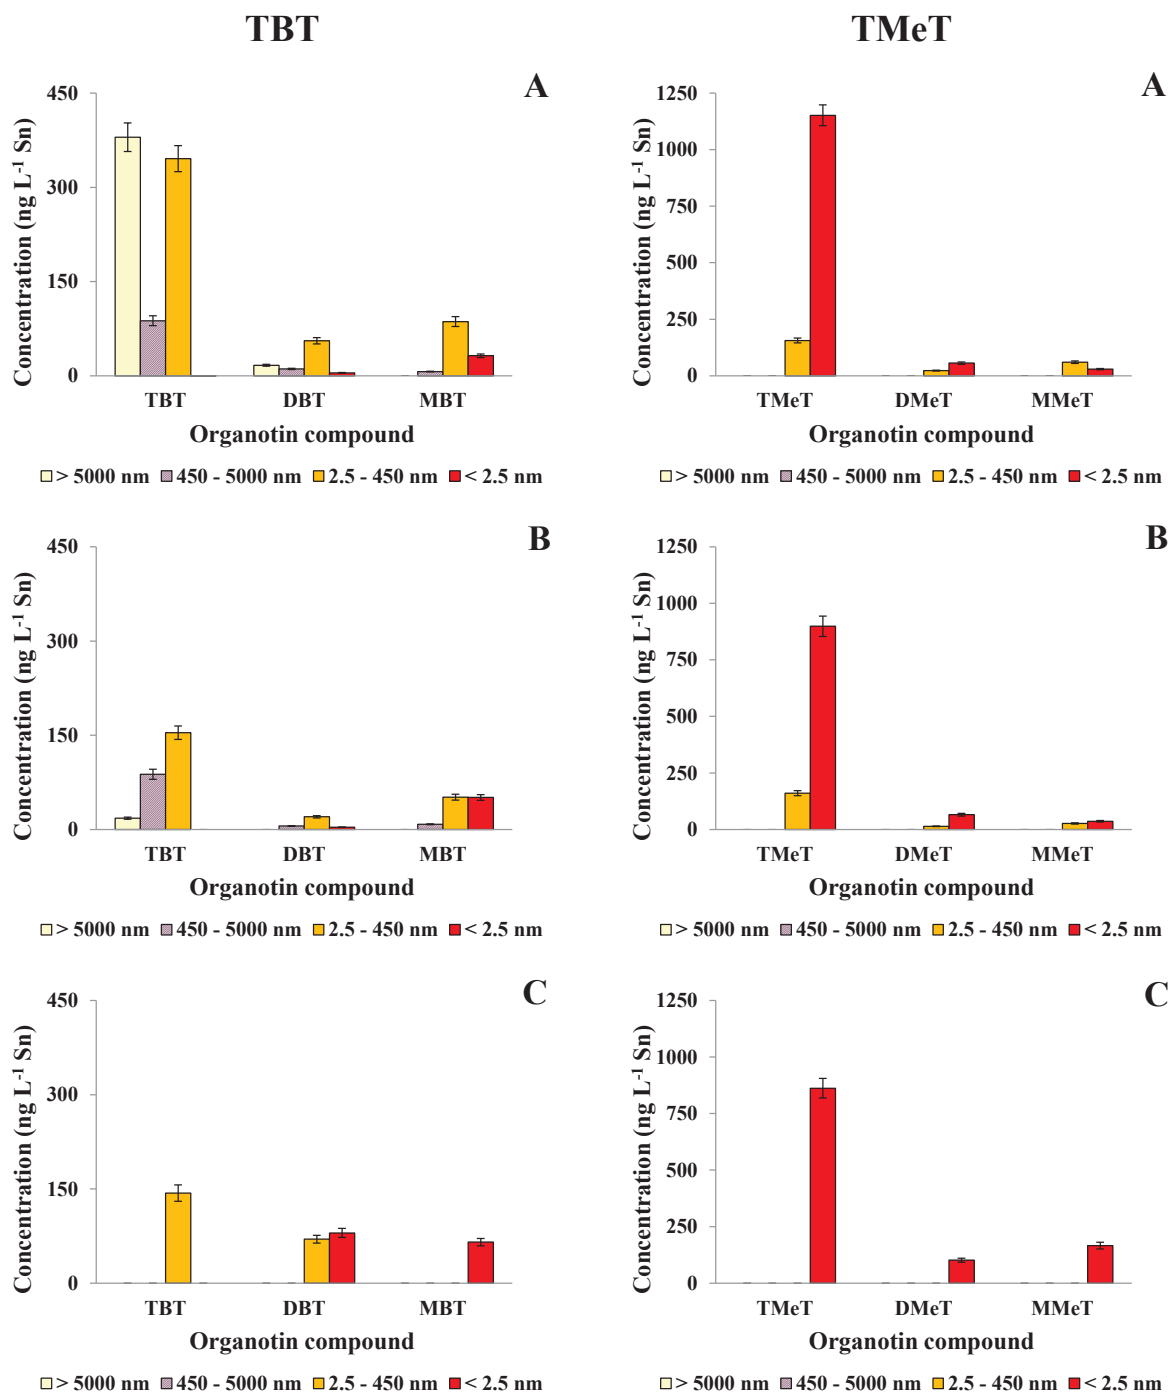 TBT
TMeT
A
450
300
150
0
Concentration (ng L⁻¹ Sn)
TBT DBT MBT
Organotin compound
> 5000 nm 450 - 5000 nm 2.5 - 450 nm < 2.5 nm
A
1250
1000
750
500
250
0
Concentration (ng L⁻¹ Sn)
TMeT DMeT MMeT
Organotin compound
> 5000 nm 450 - 5000 nm 2.5 - 450 nm < 2.5 nm
B
450
300
150
0
Concentration (ng L⁻¹ Sn)
TBT DBT MBT
Organotin compound
> 5000 nm 450 - 5000 nm 2.5 - 450 nm < 2.5 nm
B
1250
1000
750
500
250
0
Concentration (ng L⁻¹ Sn)
TMeT DMeT MMeT
Organotin compound
> 5000 nm 450 - 5000 nm 2.5 - 450 nm < 2.5 nm
C
450
300
150
0
Concentration (ng L⁻¹ Sn)
TBT DBT MBT
Organotin compound
> 5000 nm 450 - 5000 nm 2.5 - 450 nm < 2.5 nm
C
1250
1000
750
500
250
0
Concentration (ng L⁻¹ Sn)
TMeT DMeT MMeT
Organotin compound
> 5000 nm 450 - 5000 nm 2.5 - 450 nm < 2.5 nm